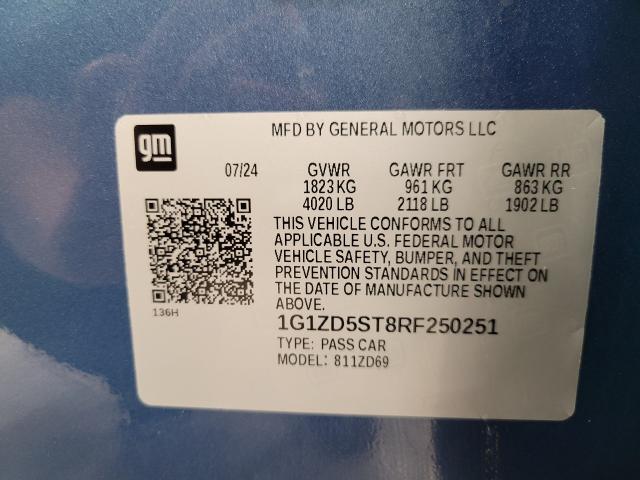 gm
MFD BY GENERAL MOTORS LLC
07/24 GVWR GAWR FRT GAWR RR
1823 KG 961 KG 863 KG
4020 LB 2118 LB 1902 LB
THIS VEHICLE CONFORMS TO ALL
APPLICABLE U.S. FEDERAL MOTOR
VEHICLE SAFETY, BUMPER, AND THEFT
PREVENTION STANDARDS IN EFFECT ON
THE DATE OF MANUFACTURE SHOWN
ABOVE.
136H
1G1ZD5ST8RF250251
TYPE: PASS CAR
MODEL: 811ZD69